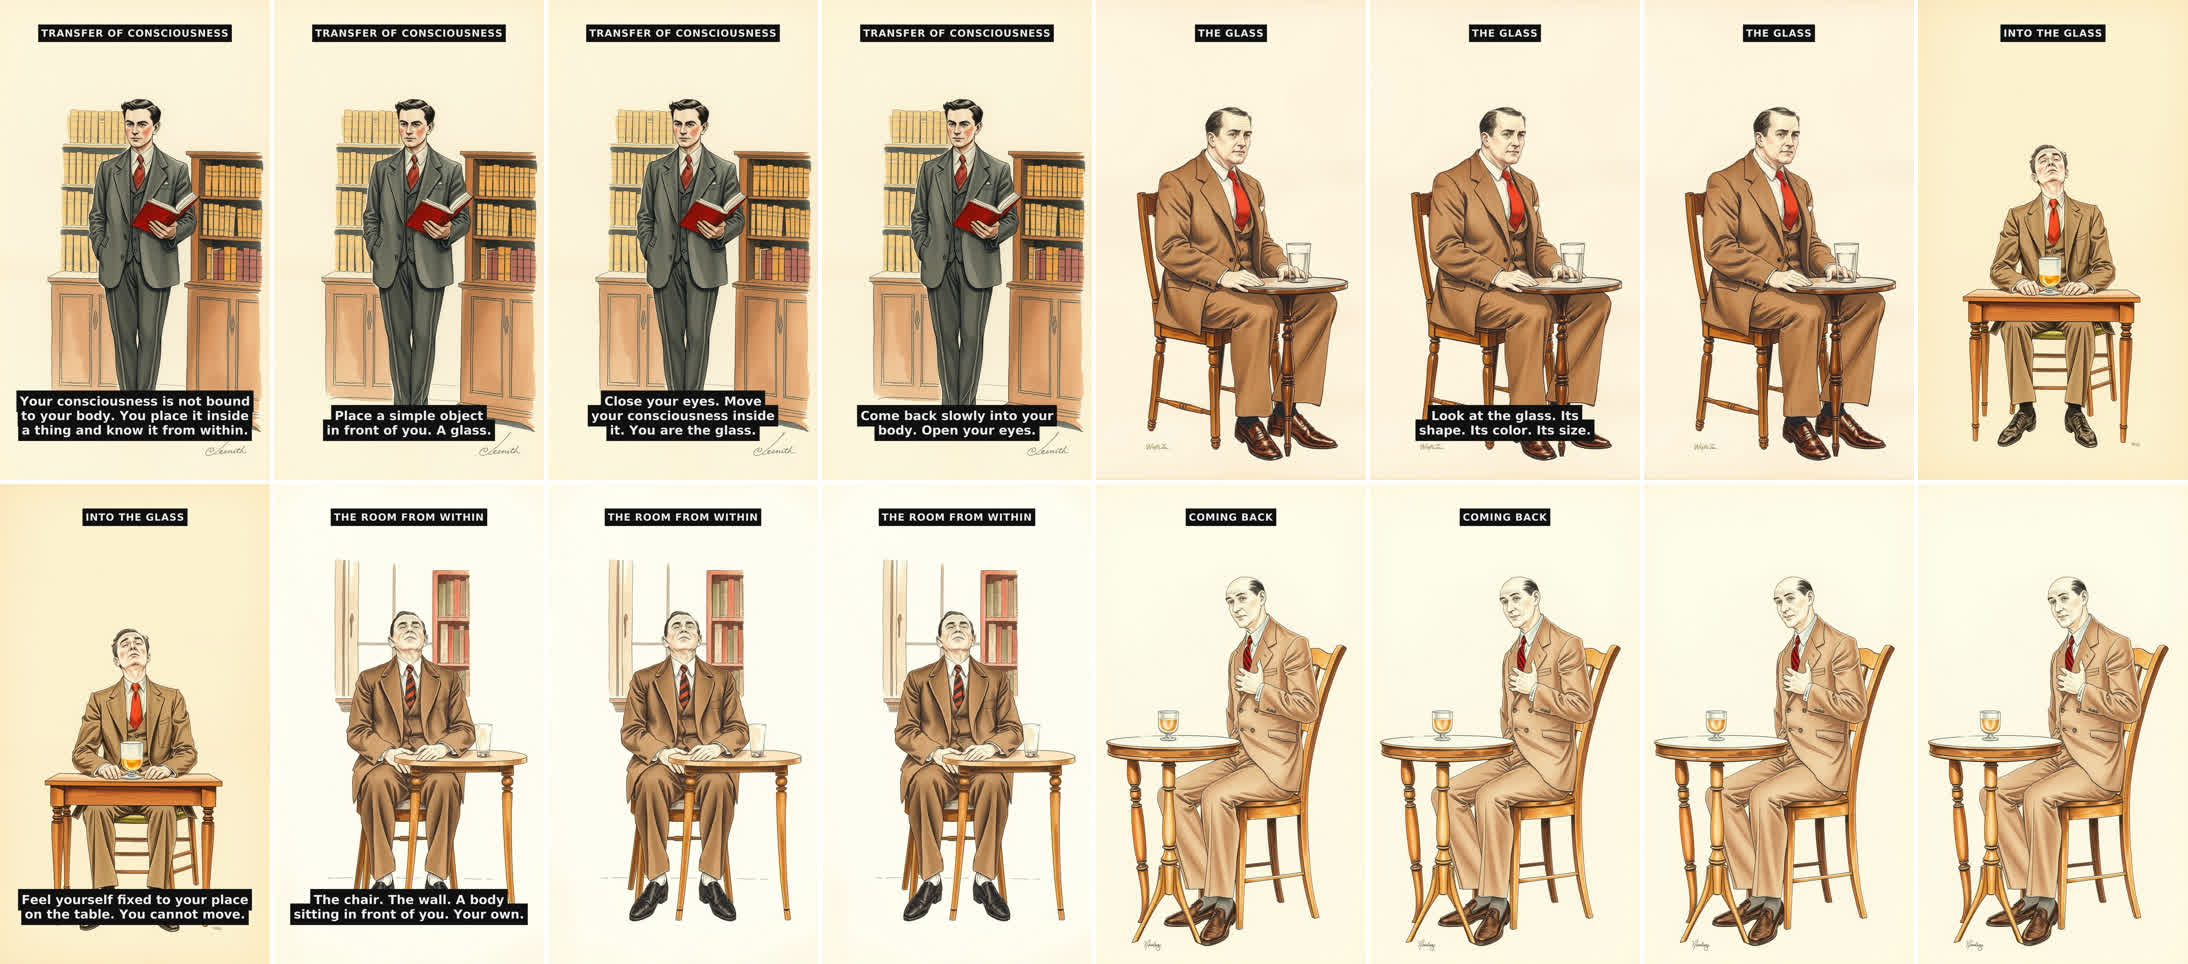 TRANSFER OF CONSCIOUSNESS
Your consciousness is not bound
to your body. You place it inside
a thing and know it from within.
TRANSFER OF CONSCIOUSNESS
Place a simple object
in front of you. A glass.
TRANSFER OF CONSCIOUSNESS
Close your eyes. Move
your consciousness inside
it. You are the glass.
TRANSFER OF CONSCIOUSNESS
Come back slowly into your
body. Open your eyes.
THE GLASS
THE GLASS
Look at the glass. Its
shape. Its color. Its size.
THE GLASS
INTO THE GLASS
INTO THE GLASS
Feel yourself fixed to your place
on the table. You cannot move.
THE ROOM FROM WITHIN
The chair. The wall. A body
sitting in front of you. Your own.
THE ROOM FROM WITHIN
THE ROOM FROM WITHIN
COMING BACK
COMING BACK